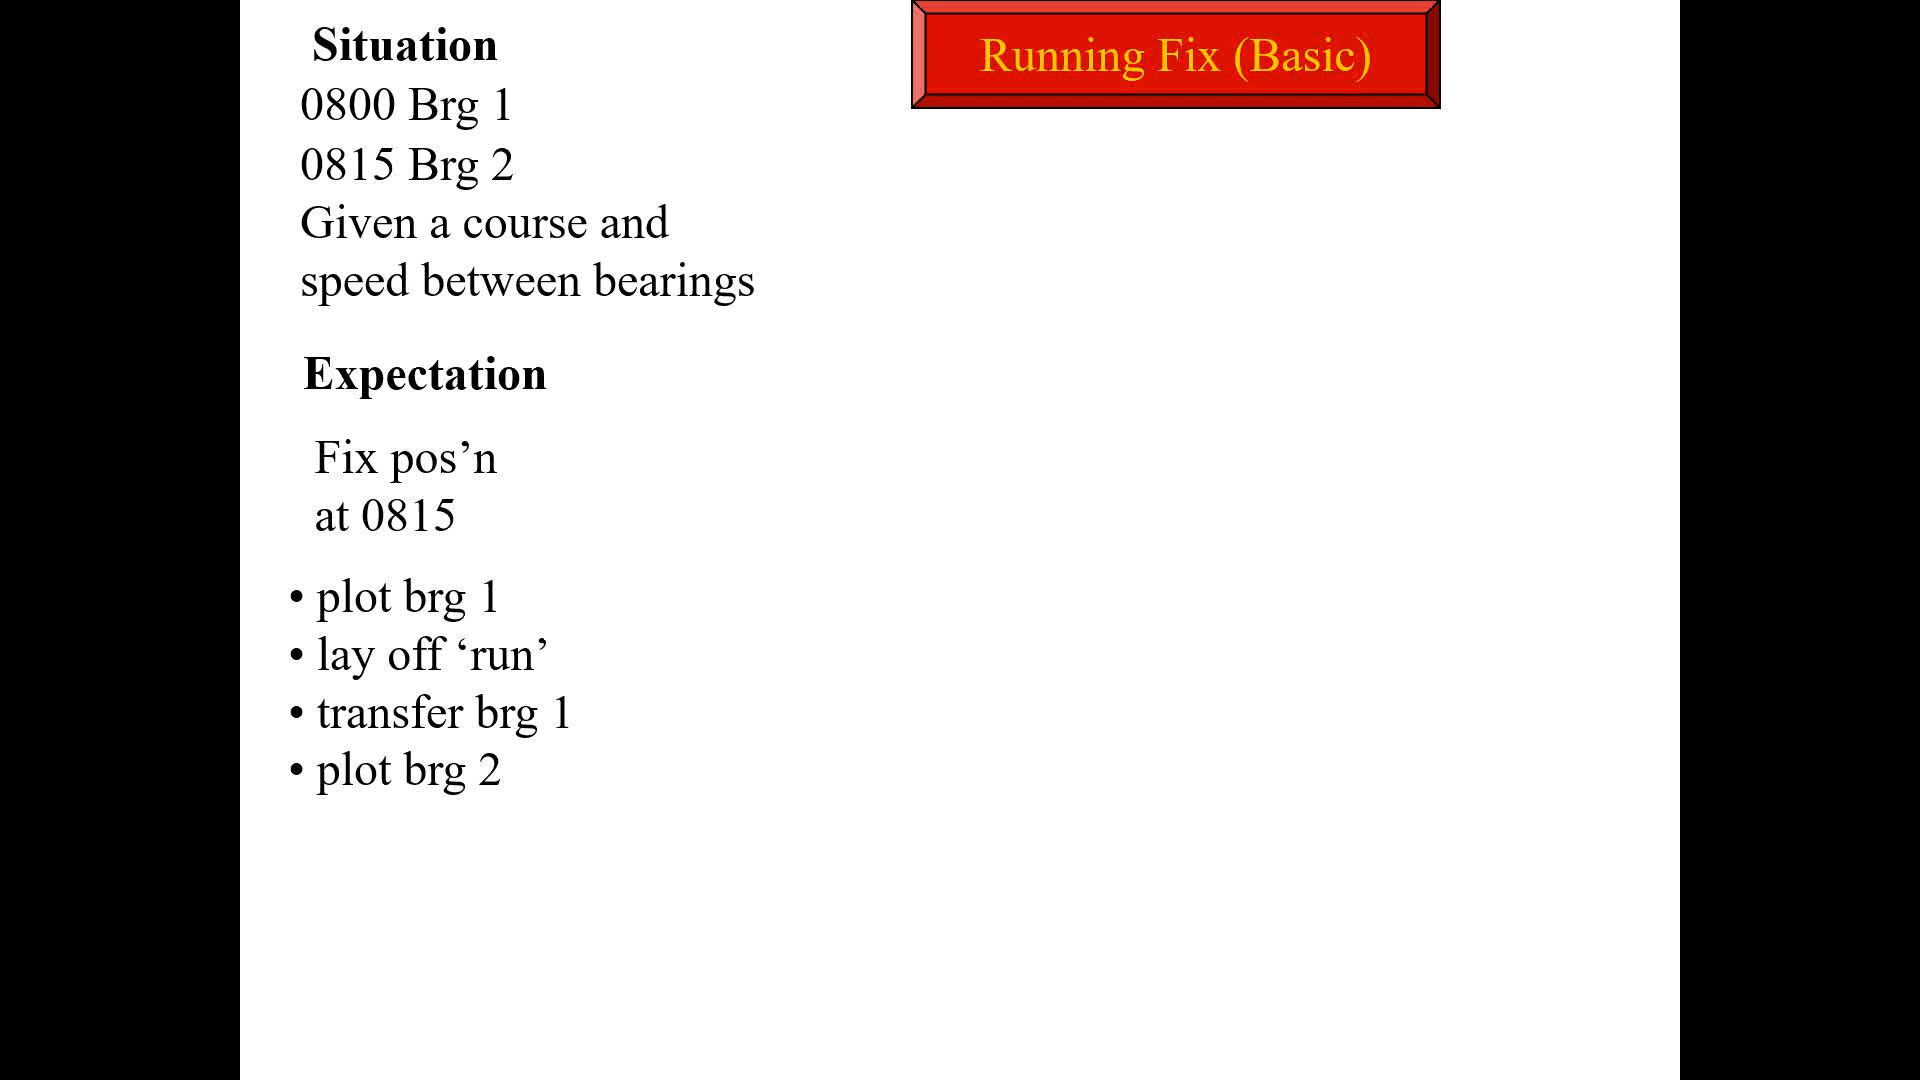 Running Fix (Basic)
Situation
0800 Brg 1
0815 Brg 2
Given a course and
speed between bearings
Expectation
Fix pos’n
at 0815
• plot brg 1
• lay off ‘run’
• transfer brg 1
• plot brg 2